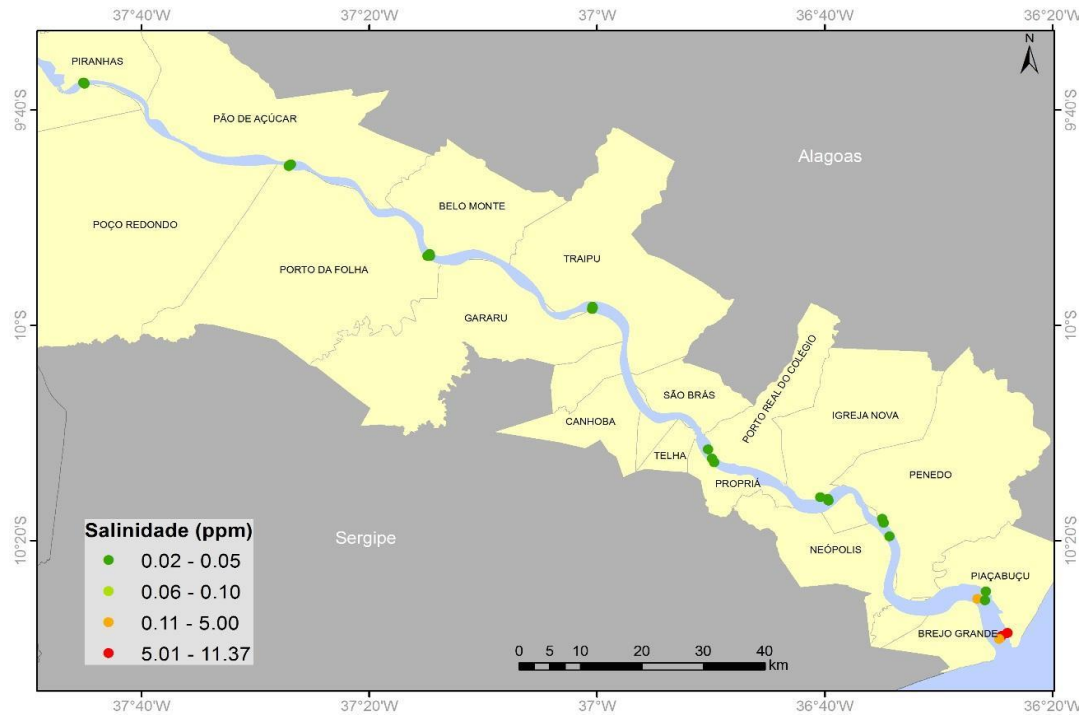 37°40'W
37°20'W
37°W
36°40'W
36°20'W
N
PIRANHAS
9°40'S
9°40'S
PÃO DE AÇÚCAR
Alagoas
BELO MONTE
POÇO REDONDO
TRAIPU
PORTO DA FOLHA
GARARU
10°S
10°S
PORTO REAL DO COLÉGIO
SÃO BRÁS
IGREJA NOVA
CANHOBA
TELHA
PENEDO
PROPRIÁ
Sergipe
NEÓPOLIS
10°20'S
10°20'S
PIAÇABUÇU
BREJO GRANDE
Salinidade (ppm)
0.02 - 0.05
0.06 - 0.10
0.11 - 5.00
5.01 - 11.37
0 5 10 20 30 40
km
37°40'W
37°20'W
37°W
36°40'W
36°20'W